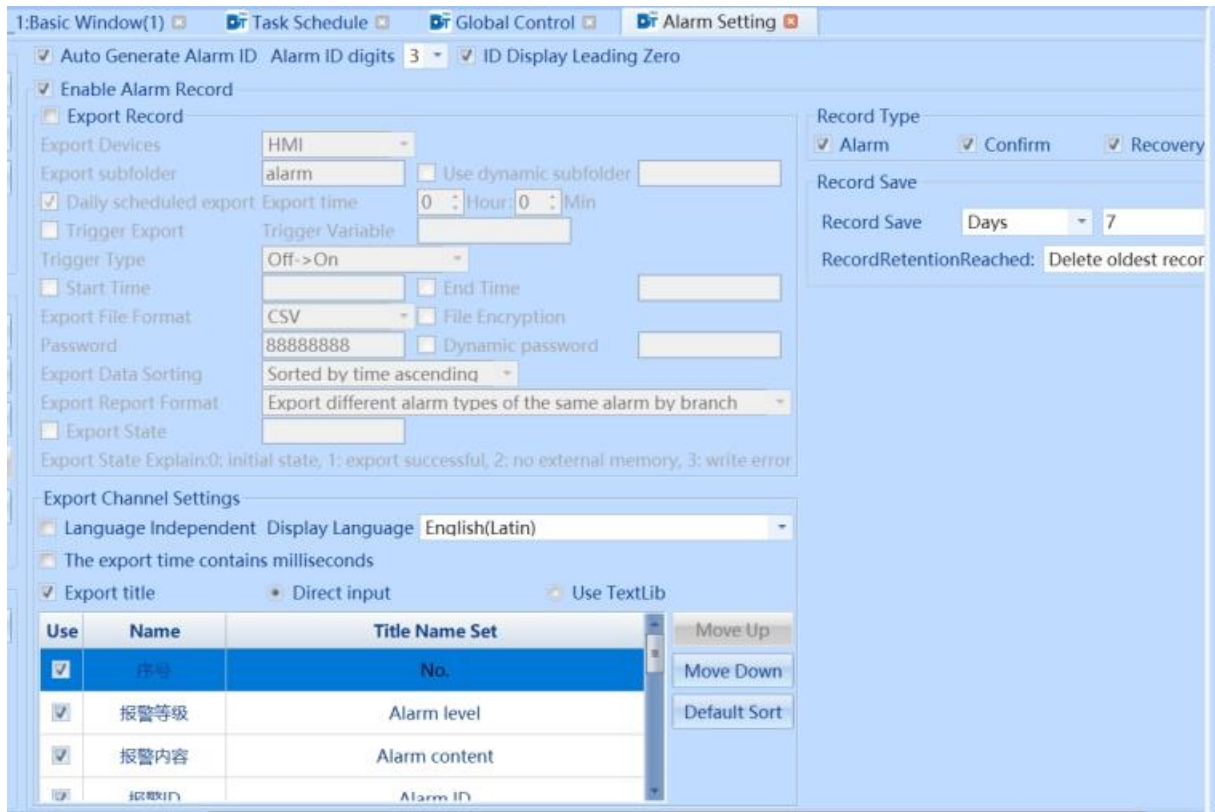 _1:Basic Window(1) Task Schedule Global Control Alarm Setting
Auto Generate Alarm ID Alarm ID digits 3 ID Display Leading Zero
Enable Alarm Record
Export Record
Export Devices HMI
Export subfolder alarm Use dynamic subfolder
Daily scheduled export Export time 0 Hour: 0 Min
Trigger Export Trigger Variable
Trigger Type Off->On
Start Time End Time
Export File Format CSV File Encryption
Password 88888888 Dynamic password
Export Data Sorting Sorted by time ascending
Export Report Format Export different alarm types of the same alarm by branch
Export State
Export State Explain:0: initial state, 1: export successful, 2: no external memory, 3: write error
Record Type
Alarm Confirm Recovery
Record Save
Record Save Days 7
RecordRetentionReached: Delete oldest recor
Export Channel Settings
Language Independent Display Language English(Latin)
The export time contains milliseconds
Export title Direct input Use TextLib
Use Name Title Name Set Move Up
序号 No. Move Down
报警等级 Alarm level Default Sort
报警内容 Alarm content
报警ID Alarm ID